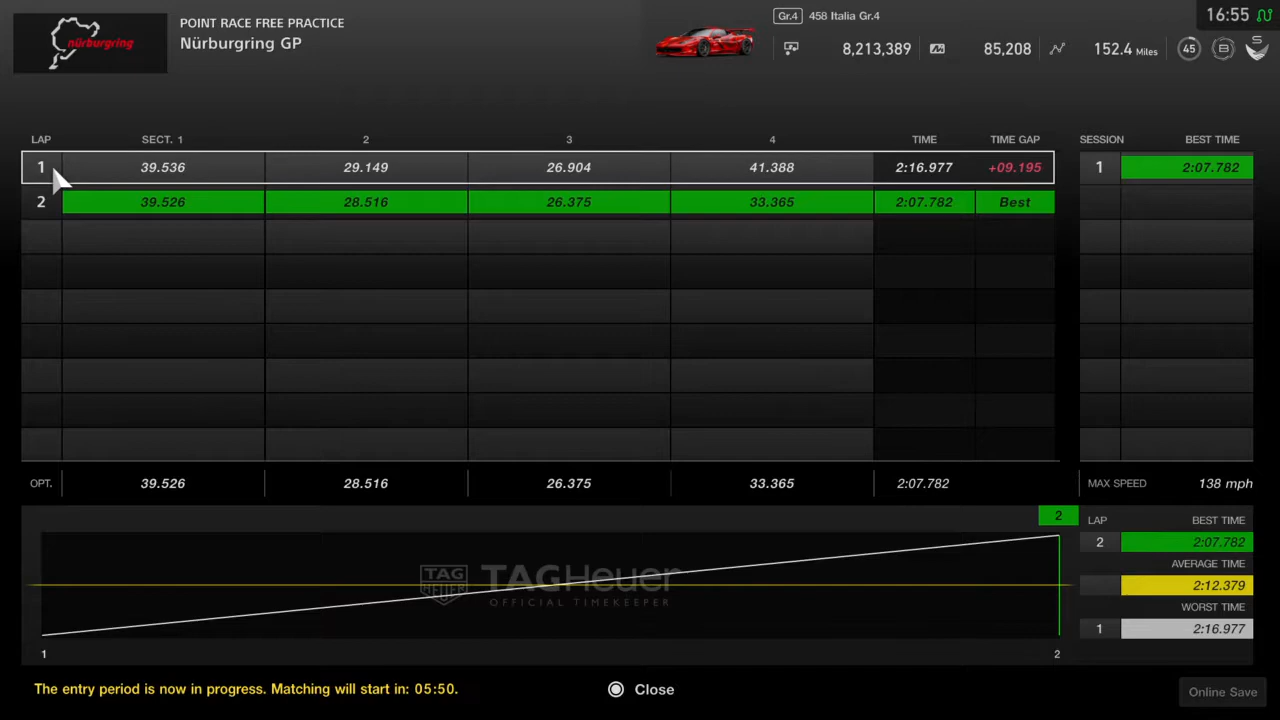 nürburgring
POINT RACE FREE PRACTICE
Nürburgring GP
Gr.4 458 Italia Gr.4
8,213,389 85,208 152.4 Miles 45 B S
16:55
LAP SECT. 1 2 3 4 TIME TIME GAP
1 39.536 29.149 26.904 41.388 2:16.977 +09.195
2 39.526 28.516 26.375 33.365 2:07.782 Best
OPT. 39.526 28.516 26.375 33.365 2:07.782
SESSION BEST TIME
1 2:07.782
MAX SPEED 138 mph
2
TAG HEUER TAGHeuer
OFFICIAL TIMEKEEPER
1 2
LAP BEST TIME
2 2:07.782
AVERAGE TIME
2:12.379
WORST TIME
1 2:16.977
The entry period is now in progress. Matching will start in: 05:50.
Close
Online Save